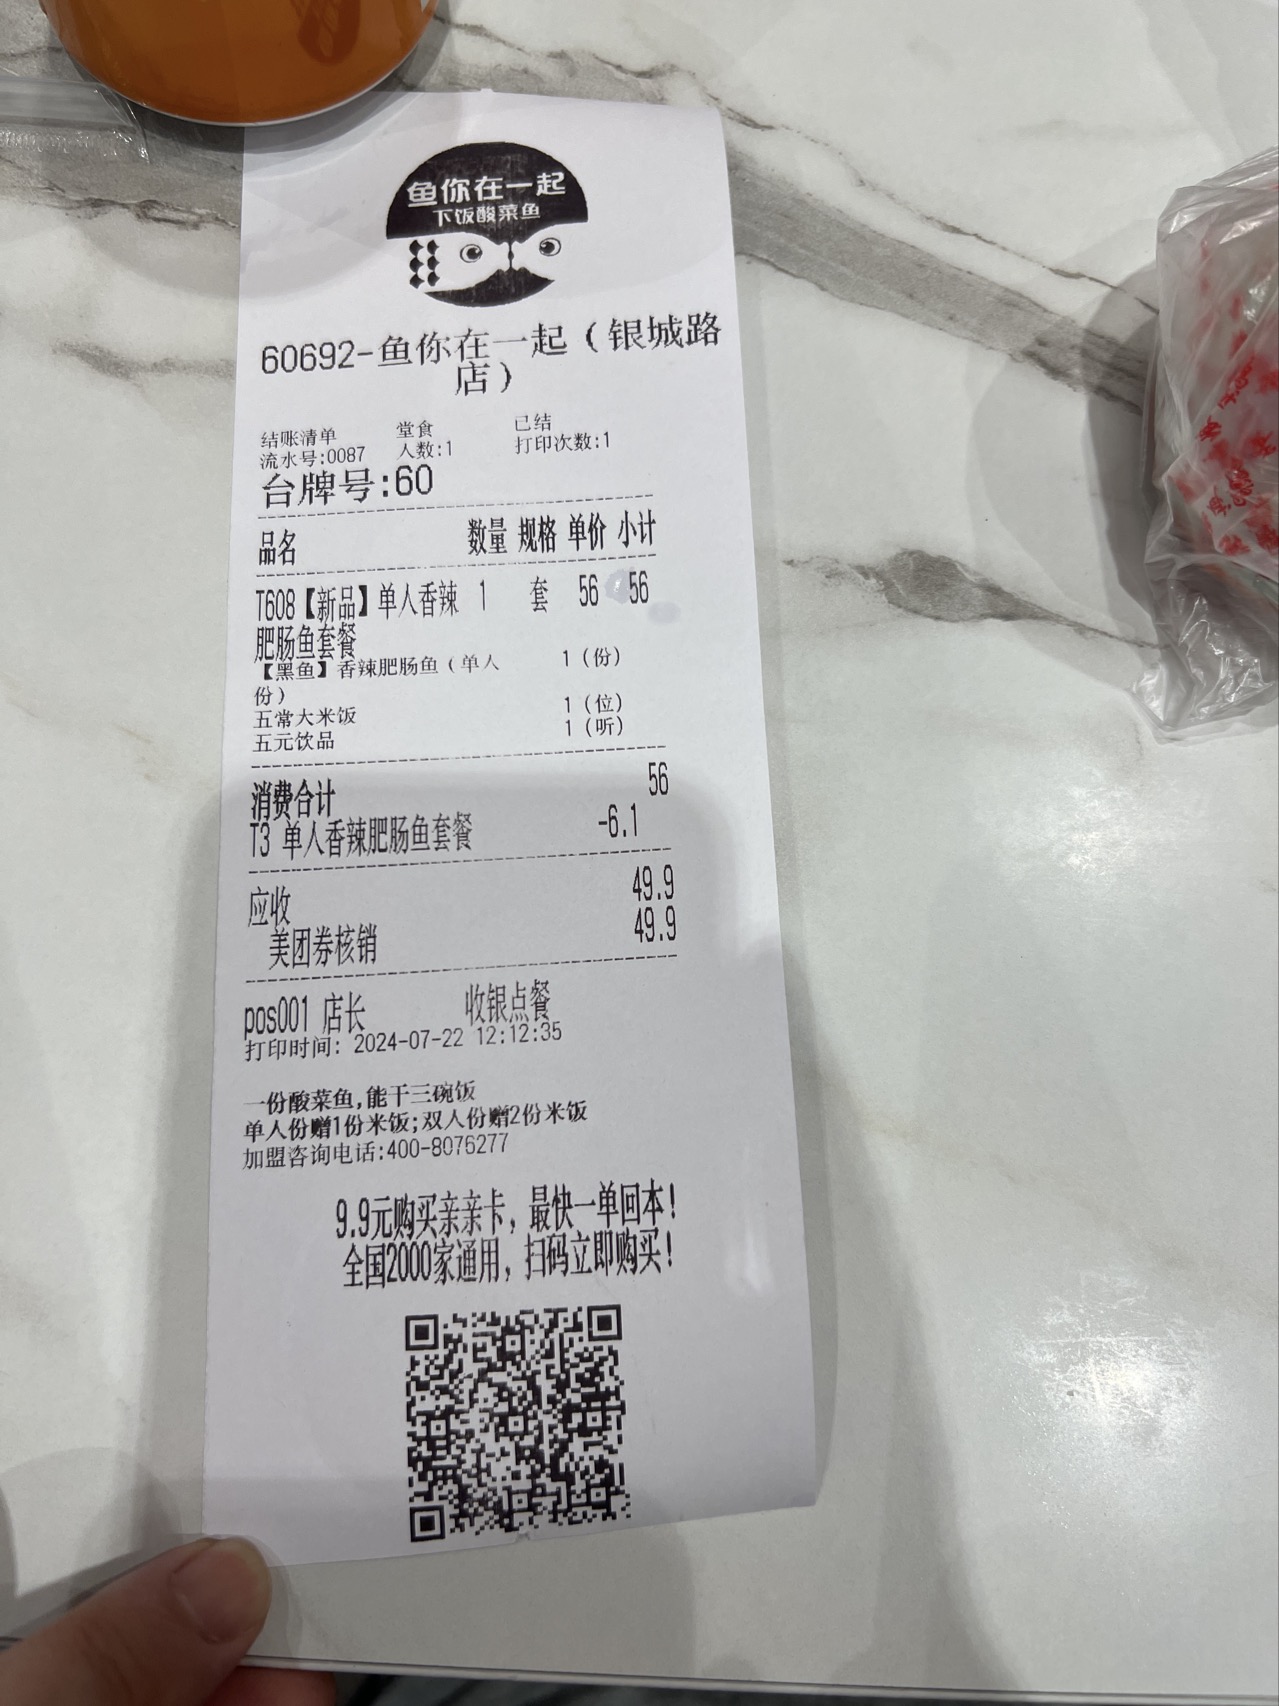 鱼你在一起
下饭酸菜鱼
60692-鱼你在一起（银城路
店）
结账清单 堂食 已结
流水号:0087 人数:1 打印次数:1
台牌号:60
品名 数量 规格 单价 小计
T608【新品】单人香辣 1 套 56 56
肥肠鱼套餐
【黑鱼】香辣肥肠鱼（单人 1（份）
份）
五常大米饭 1（位）
五元饮品 1（听）
消费合计 56
T3 单人香辣肥肠鱼套餐 -6.1
应收 49.9
美团券核销 49.9
pos001 店长 收银点餐
打印时间: 2024-07-22 12:12:35
一份酸菜鱼,能干三碗饭
单人份赠1份米饭;双人份赠2份米饭
加盟咨询电话:400-8076277
9.9元购买亲亲卡，最快一单回本！
全国2000家通用，扫码立即购买！